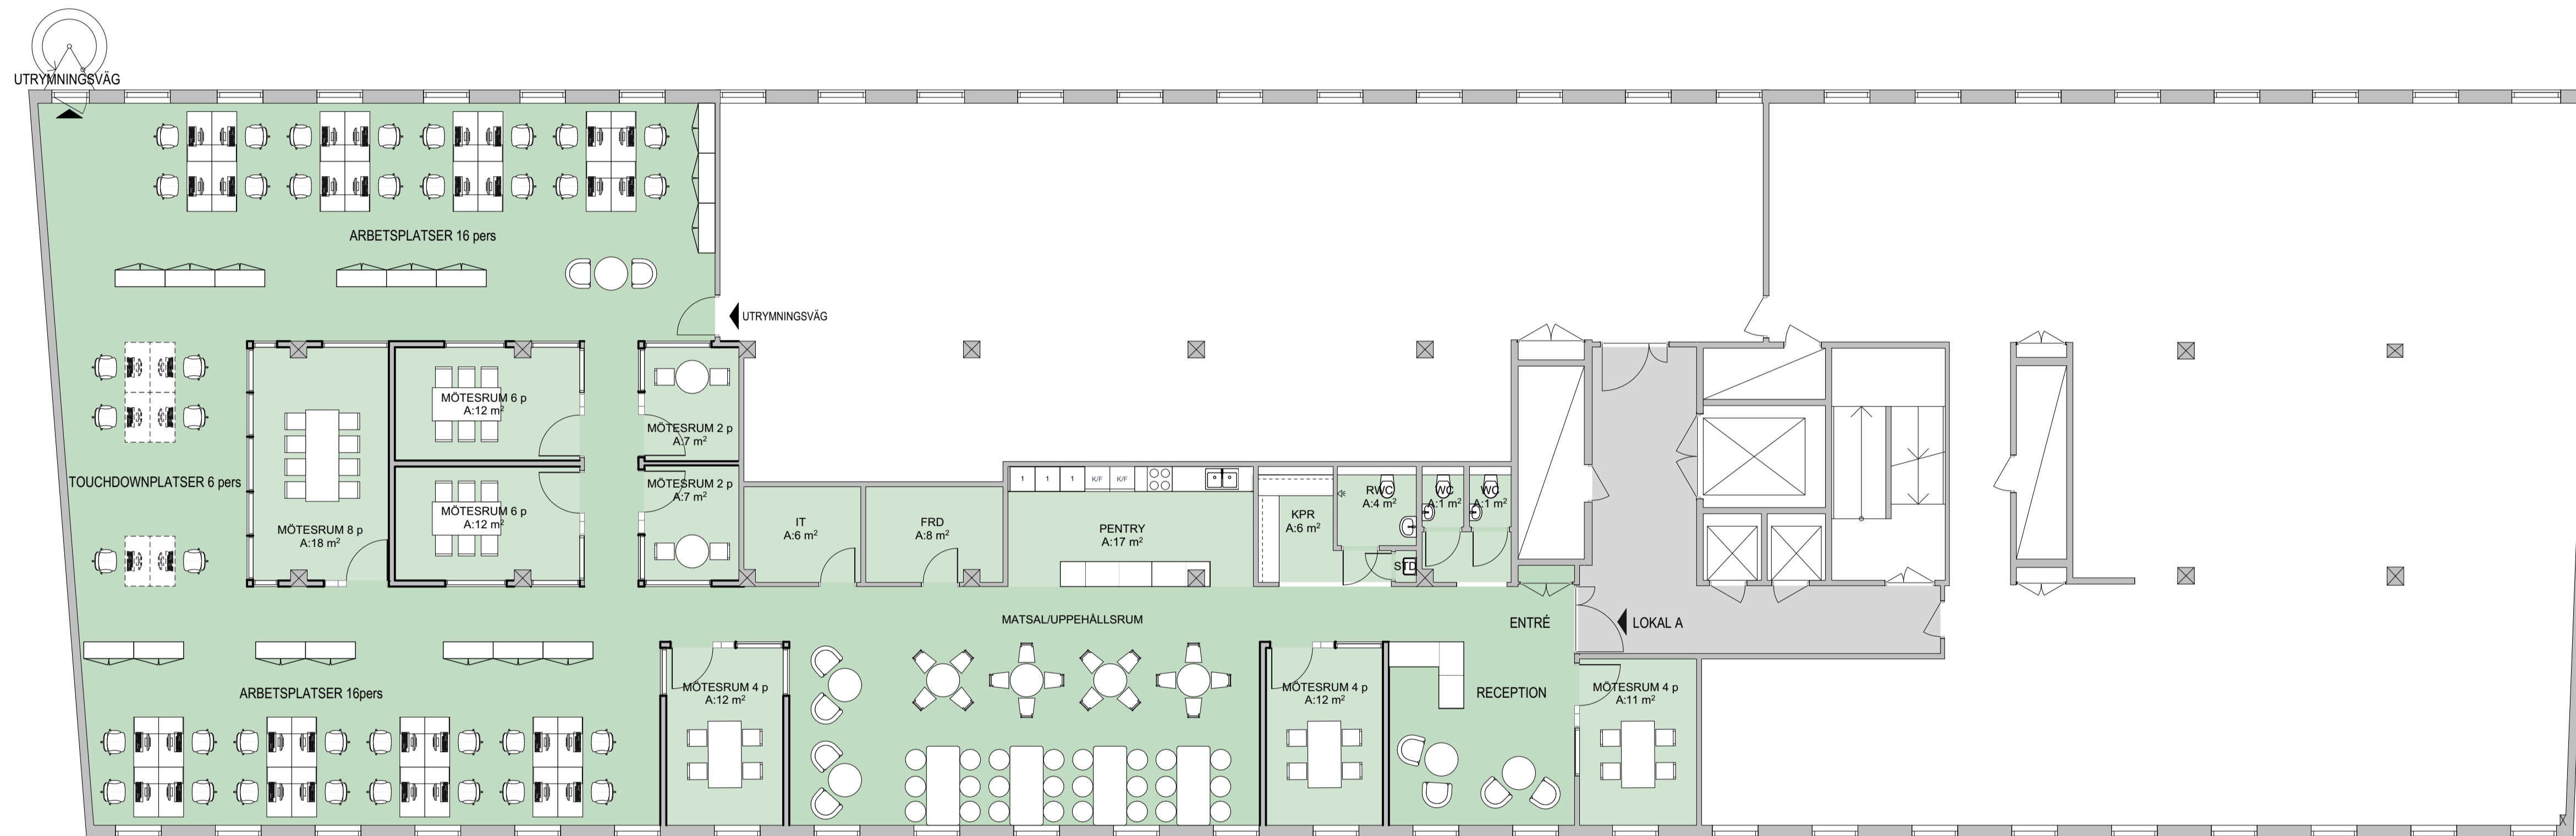 UTRYMNINGSVÄG
ARBETSPLATSER 16 pers
UTRYMNINGSVÄG
MÖTESRUM 6 p
A:12 m²
MÖTESRUM 2 p
A:7 m²
TOUCHDOWNPLATSER 6 pers
MÖTESRUM 8 p
A:18 m²
MÖTESRUM 6 p
A:12 m²
MÖTESRUM 2 p
A:7 m²
IT
A:6 m²
FRD
A:8 m²
1 1 1 K/F K/F
PENTRY
A:17 m²
KPR
A:6 m²
RWC
A:4 m²
WC
A:1 m²
WC
A:1 m²
STD
MATSAL/UPPEHÅLLSRUM
ENTRÉ
LOKAL A
ARBETSPLATSER 16pers
MÖTESRUM 4 p
A:12 m²
MÖTESRUM 4 p
A:12 m²
RECEPTION
MÖTESRUM 4 p
A:11 m²